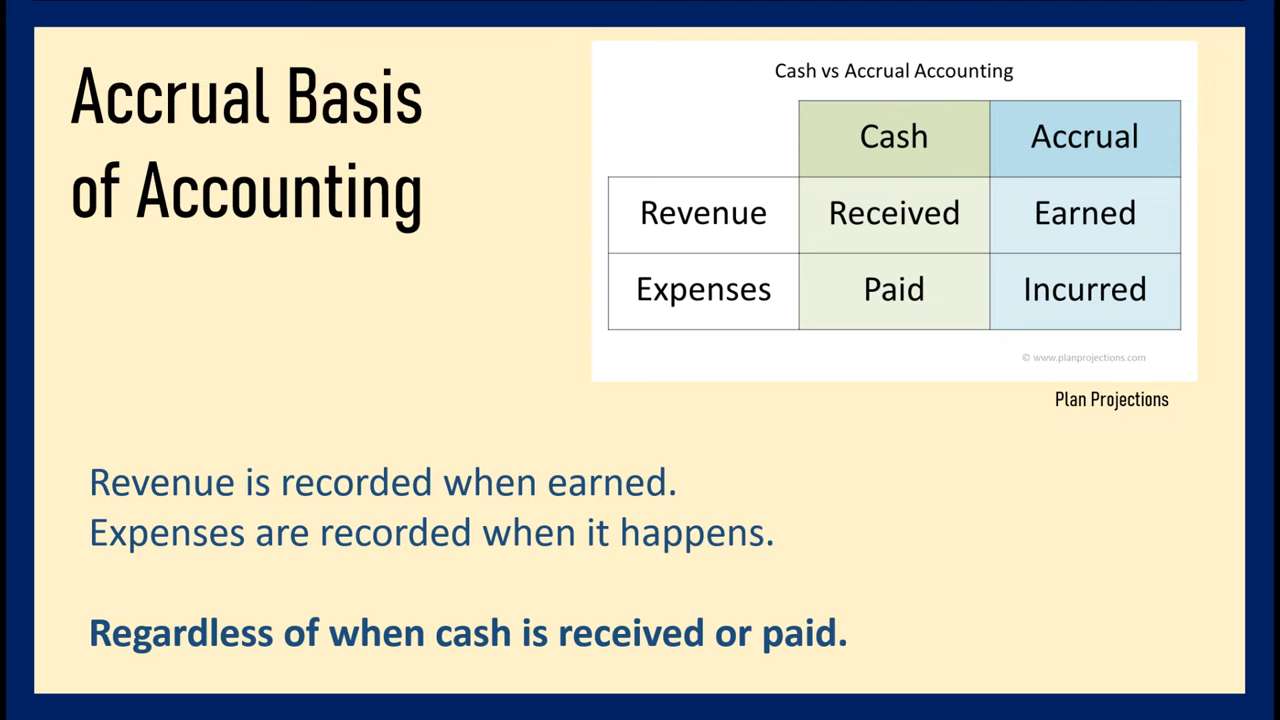 Accrual Basis
of Accounting
Cash vs Accrual Accounting
Cash Accrual
Revenue Received Earned
Expenses Paid Incurred
© www.planprojections.com
Plan Projections
Revenue is recorded when earned.
Expenses are recorded when it happens.
Regardless of when cash is received or paid.